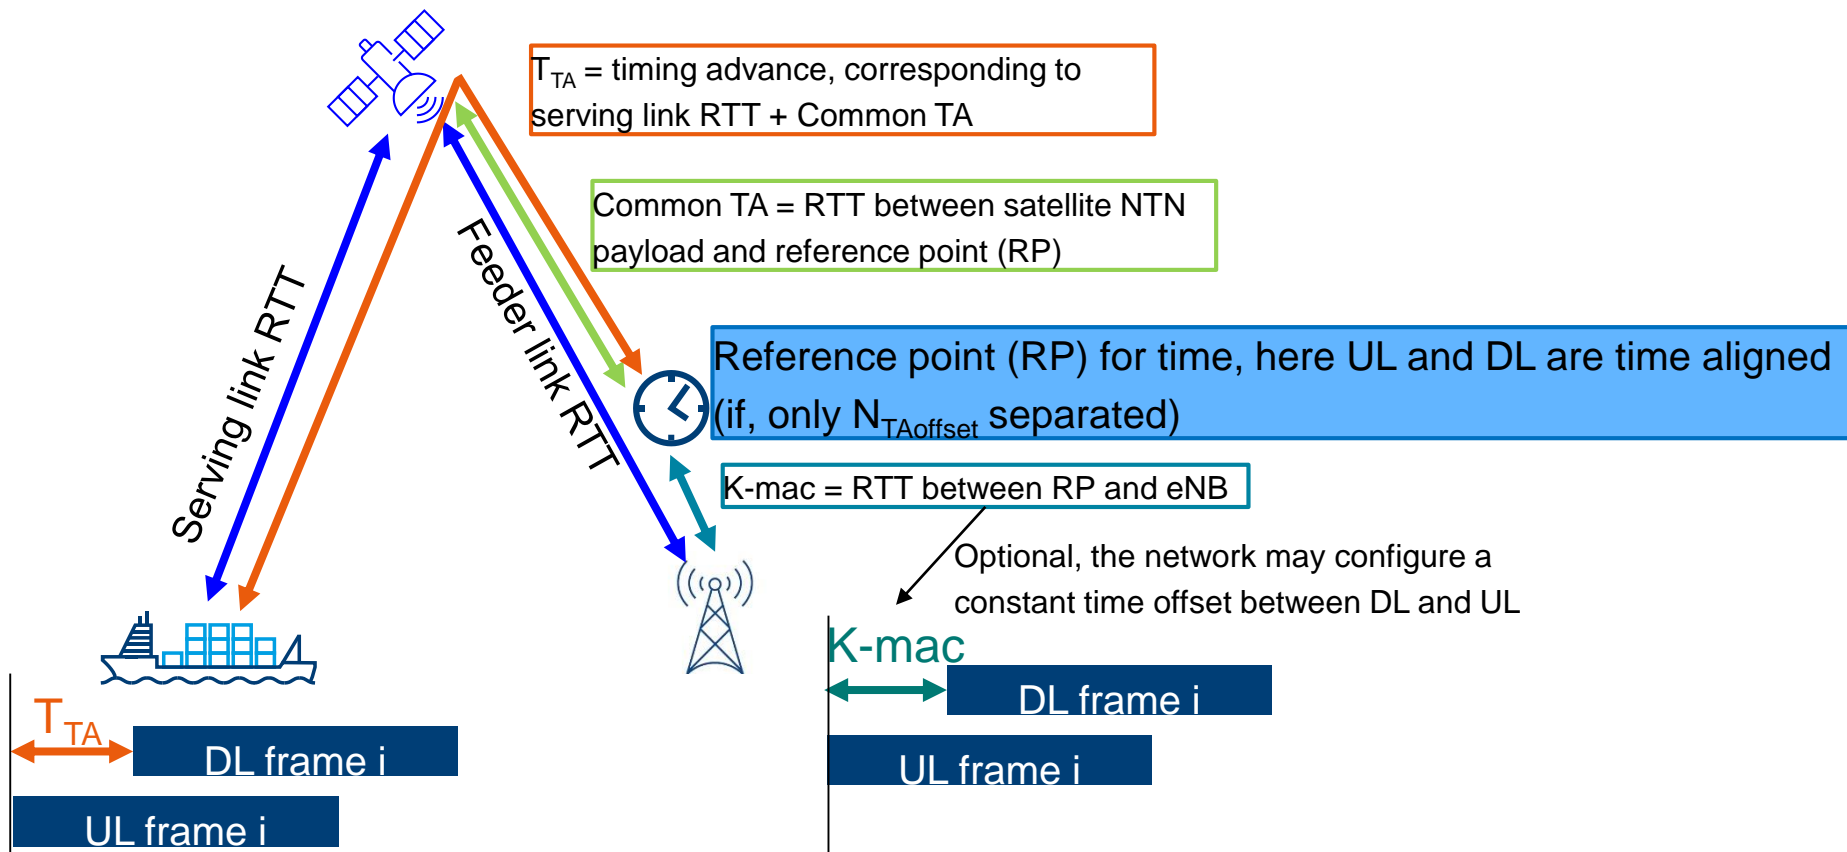 T_TA = timing advance, corresponding to
serving link RTT + Common TA
Common TA = RTT between satellite NTN
payload and reference point (RP)
Serving link RTT
Feeder link RTT
Reference point (RP) for time, here UL and DL are time aligned
(if, only N_TAoffset separated)
K-mac = RTT between RP and eNB
Optional, the network may configure a
constant time offset between DL and UL
K-mac
DL frame i
UL frame i
T_TA
DL frame i
UL frame i